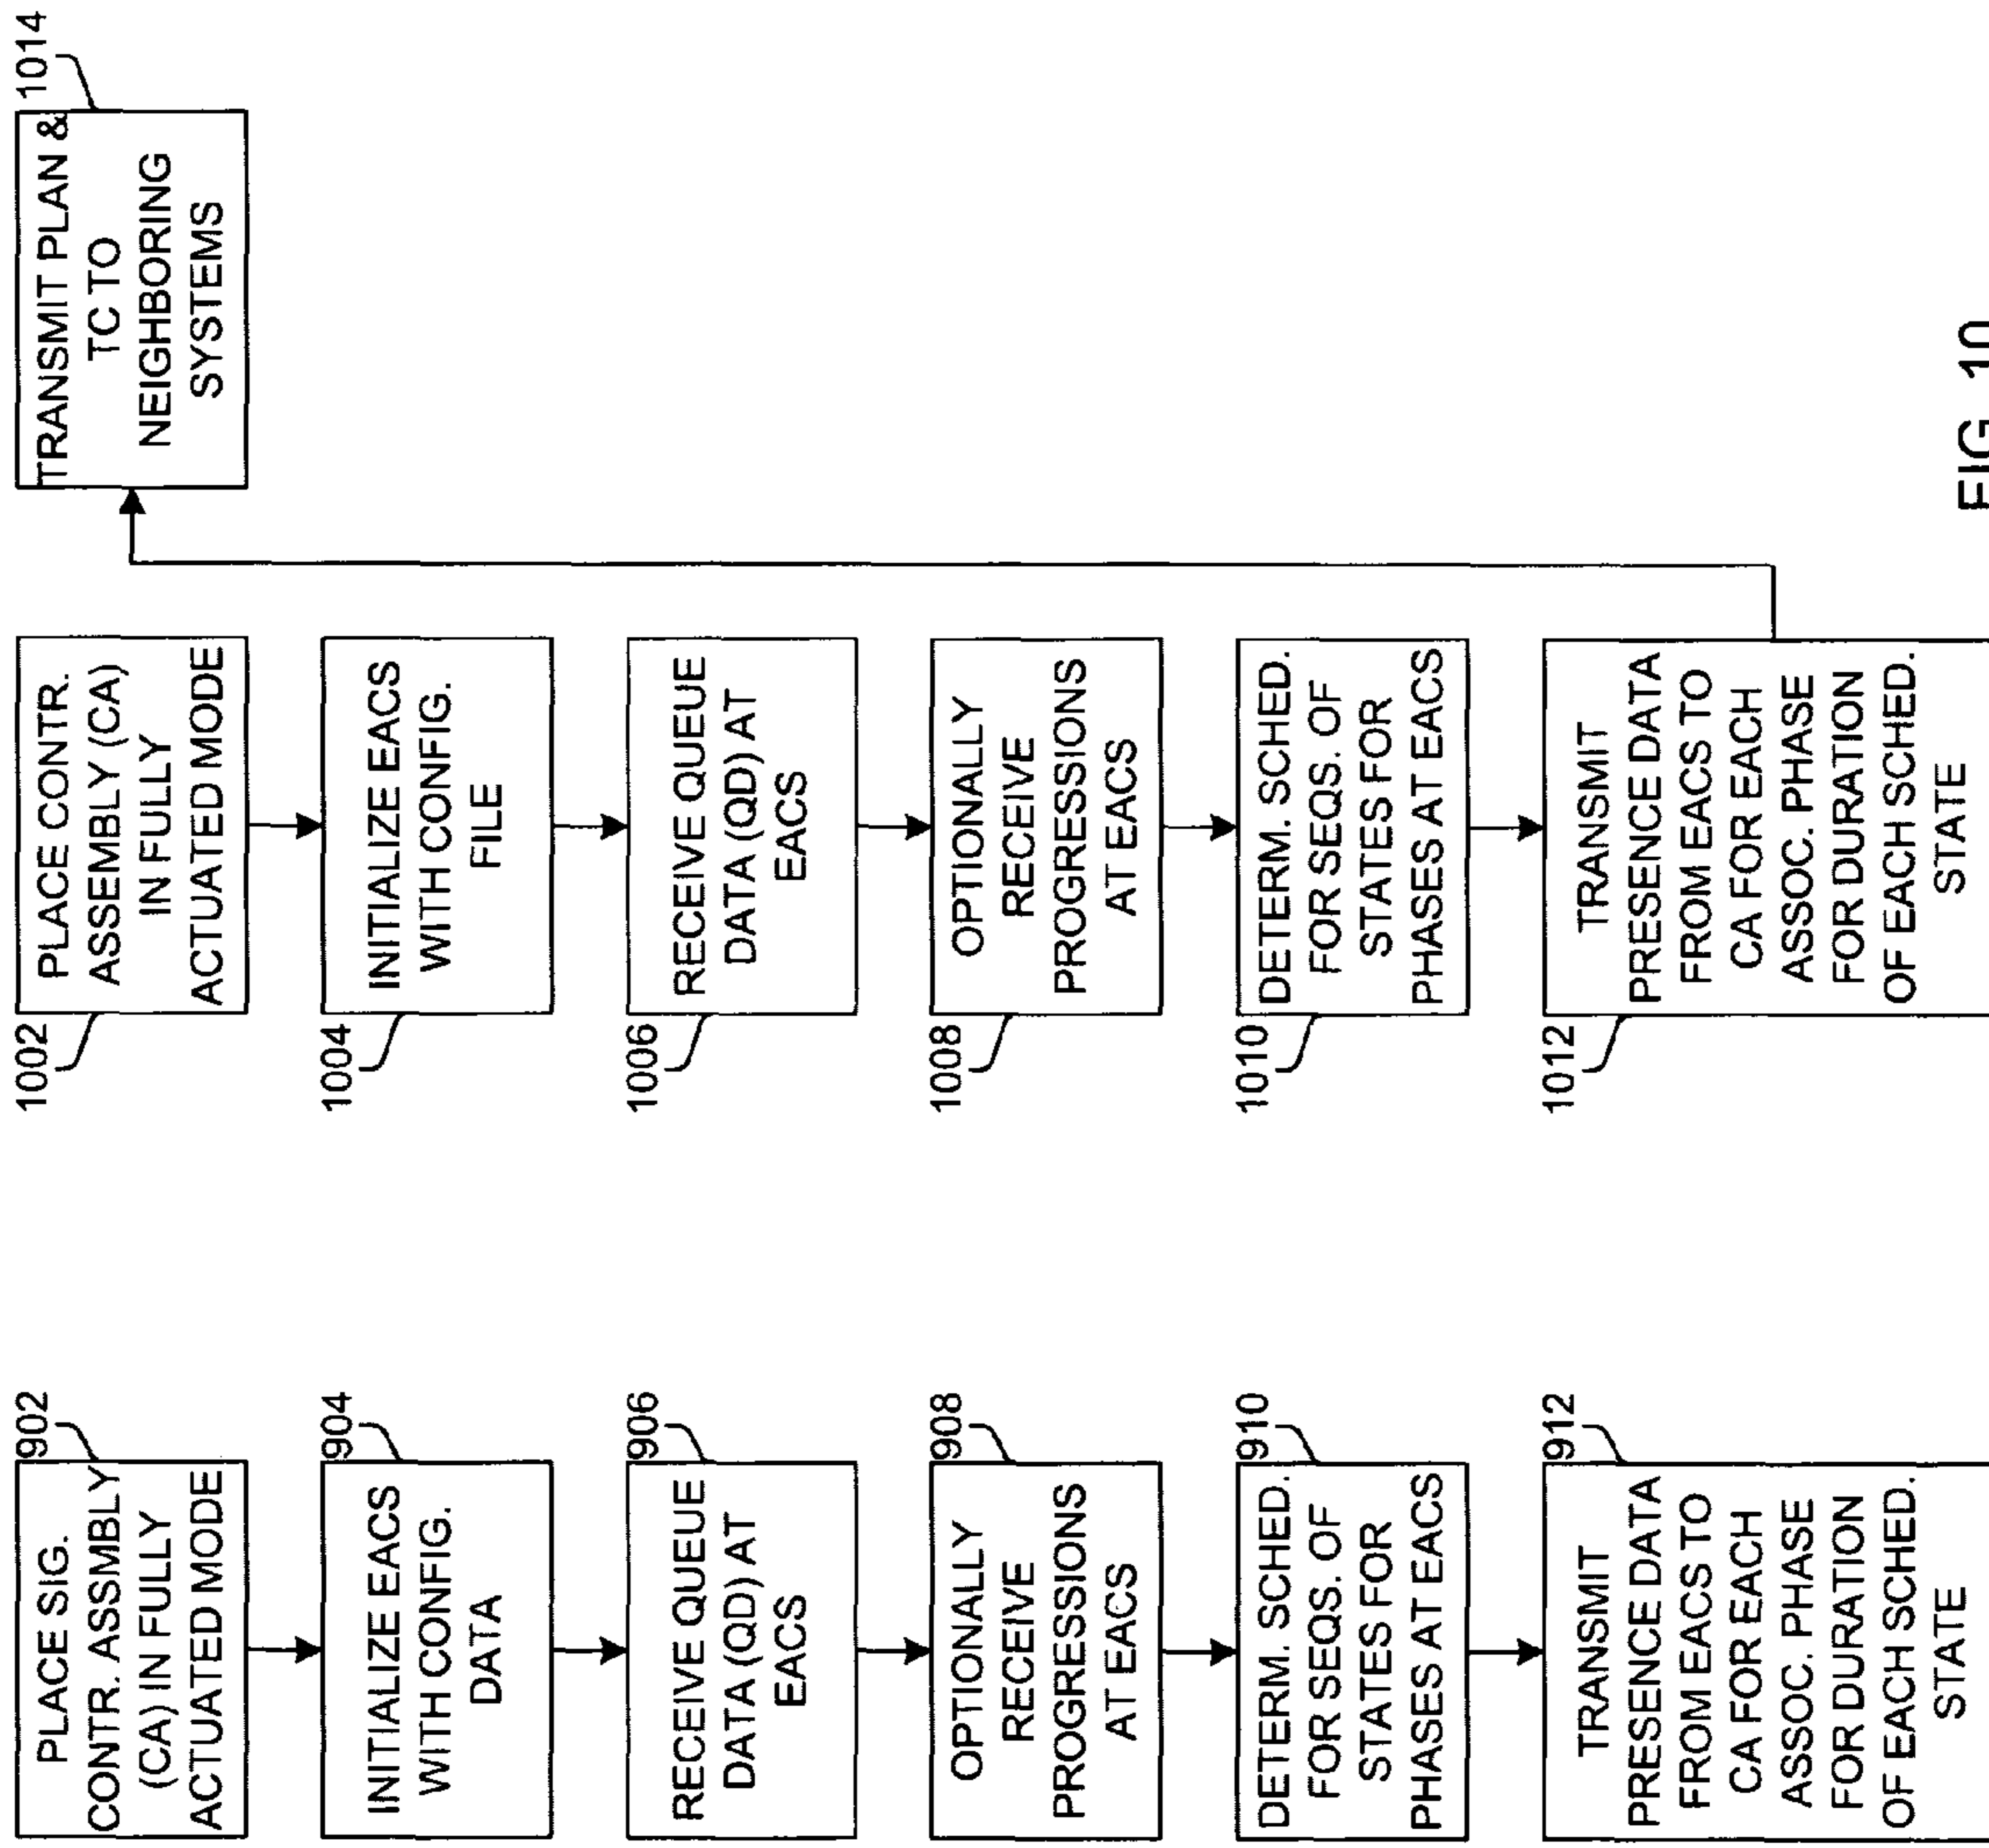 902
PLACE SIG.
CONTR. ASSMBLY
(CA) IN FULLY
ACTUATED MODE
904
INITIALIZE EACS
WITH CONFIG.
DATA
906
RECEIVE QUEUE
DATA (QD) AT
EACS
908
OPTIONALLY
RECEIVE
PROGRESSIONS
AT EACS
910
DETERM. SCHED.
FOR SEQS. OF
STATES FOR
PHASES AT EACS
912
TRANSMIT
PRESENCE DATA
FROM EACS TO
CA FOR EACH
ASSOC. PHASE
FOR DURATION
OF EACH SCHED.
STATE
1002
PLACE CONTR.
ASSEMBLY (CA)
IN FULLY
ACTUATED MODE
1004
INITIALIZE EACS
WITH CONFIG.
FILE
1006
RECEIVE QUEUE
DATA (QD) AT
EACS
1008
OPTIONALLY
RECEIVE
PROGRESSIONS
AT EACS
1010
DETERM. SCHED.
FOR SEQS. OF
STATES FOR
PHASES AT EACS
1012
TRANSMIT
PRESENCE DATA
FROM EACS TO
CA FOR EACH
ASSOC. PHASE
FOR DURATION
OF EACH SCHED.
STATE
1014
TRANSMIT PLAN &
TC TO
NEIGHBORING
SYSTEMS
FIG. 10